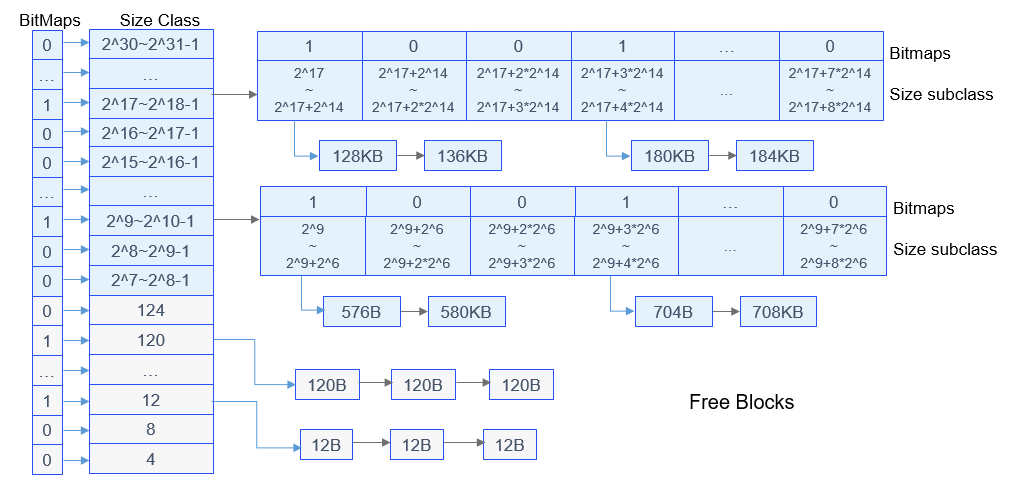 BitMaps Size Class
0 2^30~2^31-1
... ...
1 2^17~2^18-1
0 2^16~2^17-1
0 2^15~2^16-1
... ...
1 2^9~2^10-1
0 2^8~2^9-1
0 2^7~2^8-1
0 124
1 120
... ...
1 12
0 8
0 4
1 0 0 1 ... 0 Bitmaps
2^17 2^17+2^14 2^17+2*2^14 2^17+3*2^14 2^17+7*2^14
~ ~ ~ ~ ... ~ Size subclass
2^17+2^14 2^17+2*2^14 2^17+3*2^14 2^17+4*2^14 2^17+8*2^14
128KB 136KB 180KB 184KB
1 0 0 1 ... 0 Bitmaps
2^9 2^9+2^6 2^9+2*2^6 2^9+3*2^6 2^9+7*2^6
~ ~ ~ ~ ... ~ Size subclass
2^9+2^6 2^9+2*2^6 2^9+3*2^6 2^9+4*2^6 2^9+8*2^6
576B 580KB 704B 708KB
120B 120B 120B
Free Blocks
12B 12B 12B